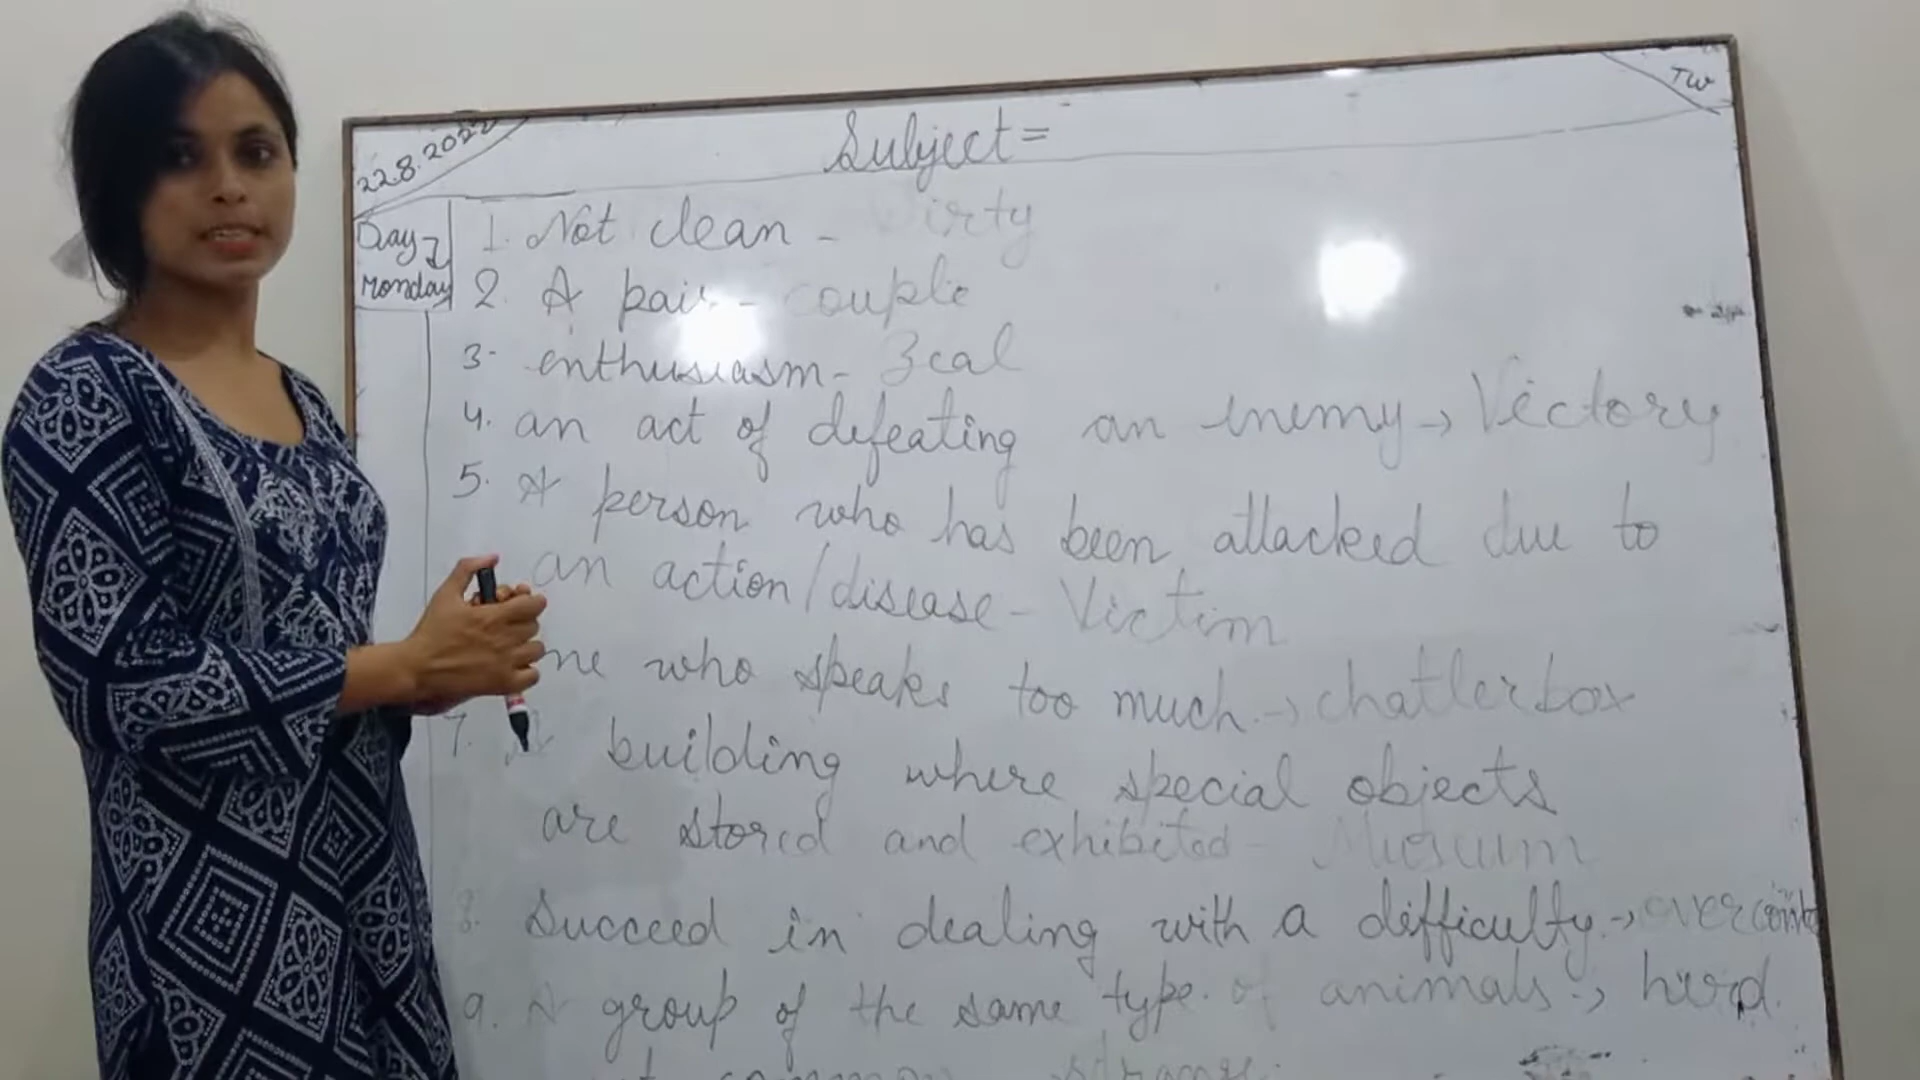 22.8.2022
TW
Subject =
Day 7
Monday
1. Not clean - Dirty
2. A pair - couple
3. enthusiasm - Zeal
4. an act of defeating an enemy → Victory
5. A person who has been attacked due to
an action/disease - Victim
ne who speaks too much → chatterbox
7. A building where special objects
are stored and exhibited - Museum
8. Succeed in dealing with a difficulty. → overcome
9. A group of the same type of animals. → herd.
common strange.